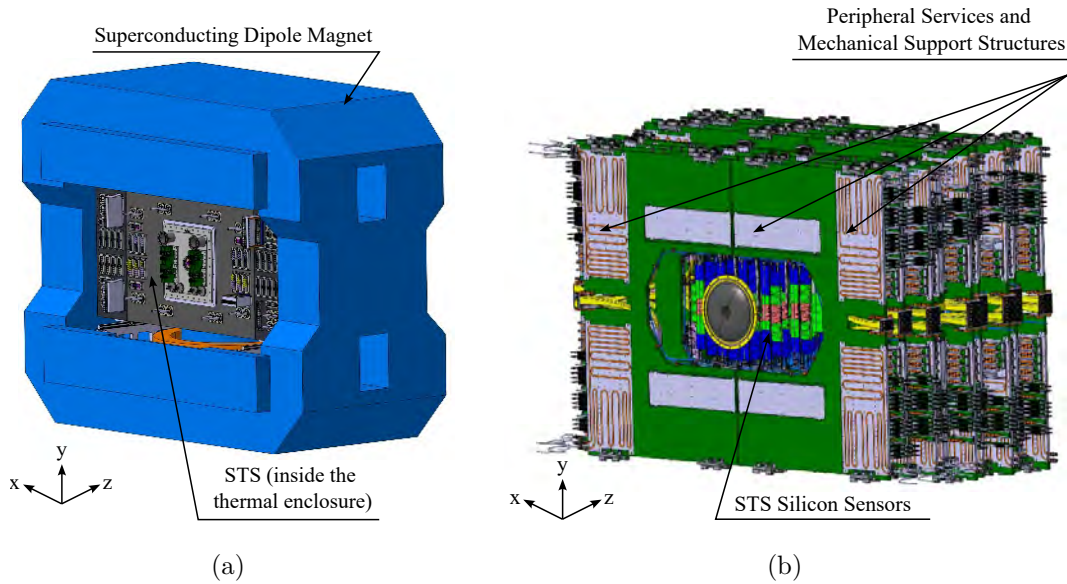 Superconducting Dipole Magnet
STS (inside the
thermal enclosure)
y
x
z
(a)
Peripheral Services and
Mechanical Support Structures
STS Silicon Sensors
y
x
z
(b)